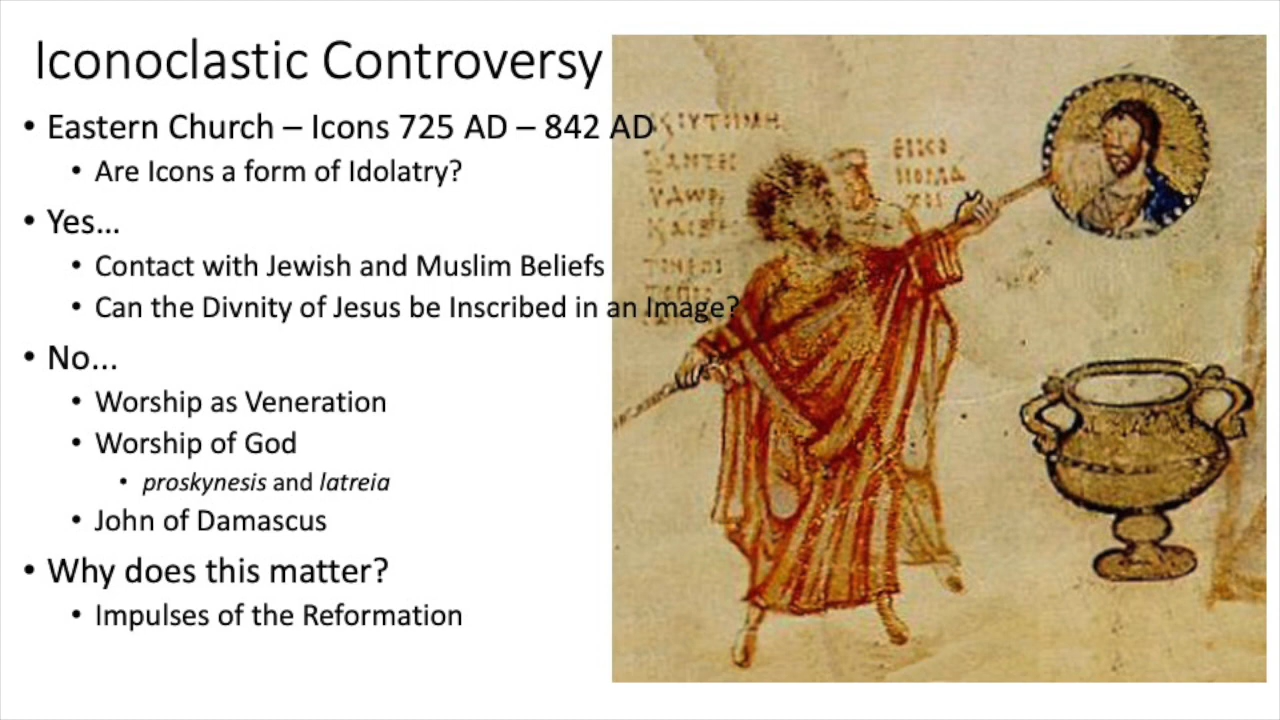 Iconoclastic Controversy
• Eastern Church – Icons 725 AD – 842 AD
• Are Icons a form of Idolatry?
• Yes…
• Contact with Jewish and Muslim Beliefs
• Can the Divnity of Jesus be Inscribed in an Image?
• No…
• Worship as Veneration
• Worship of God
• proskynesis and latreia
• John of Damascus
• Why does this matter?
• Impulses of the Reformation